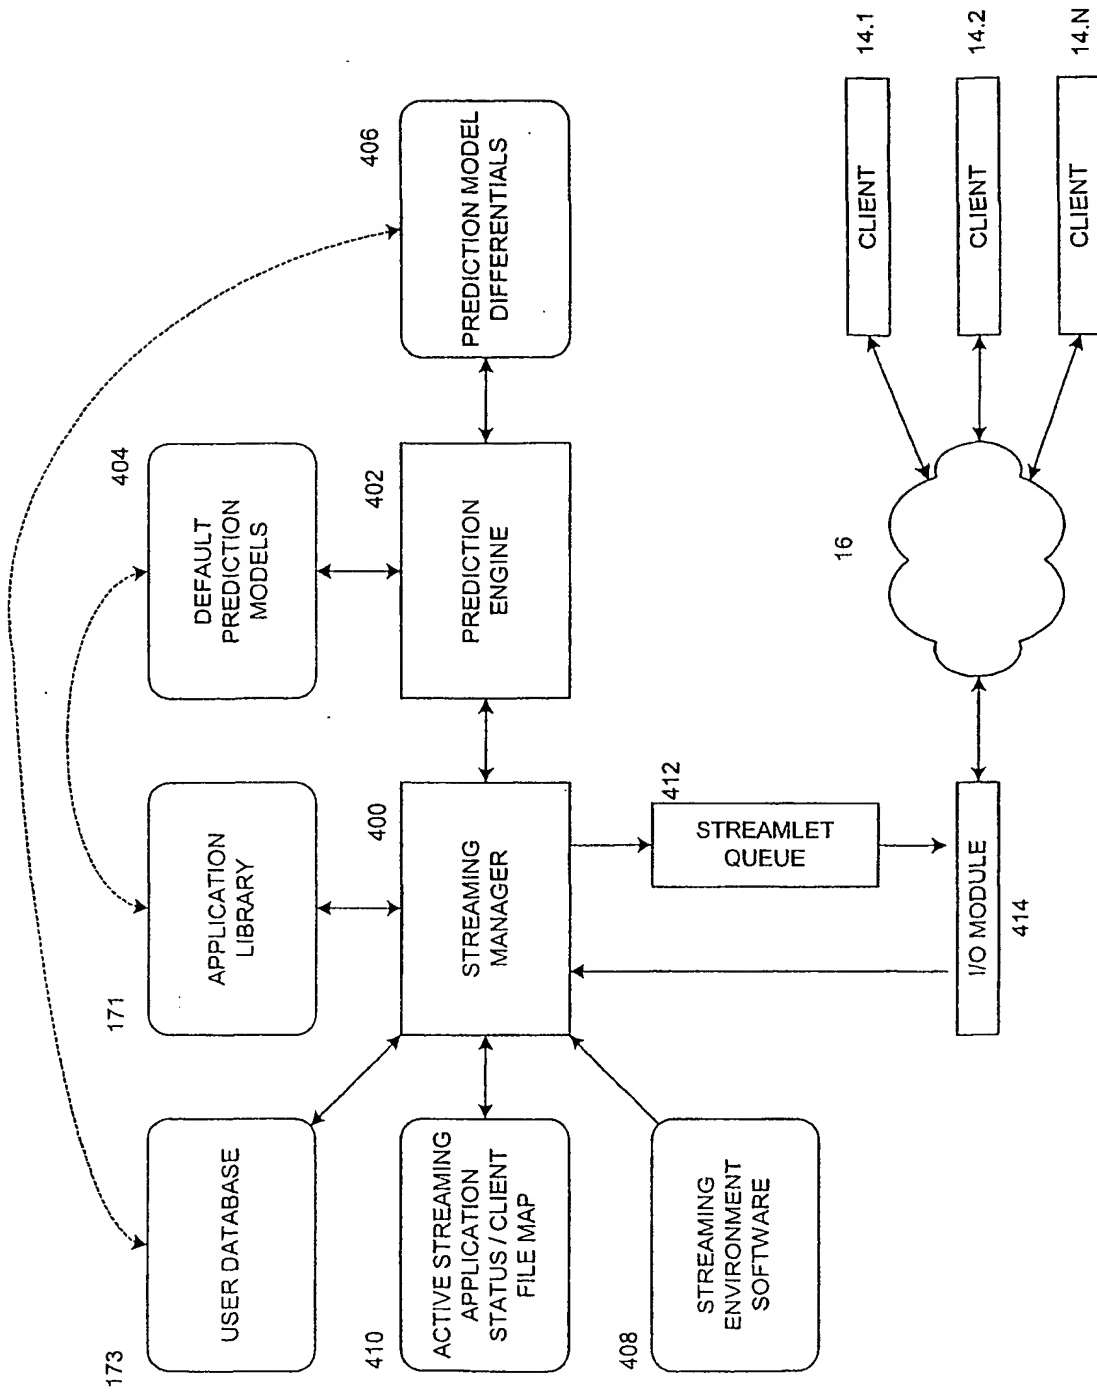 173
USER DATABASE
171
APPLICATION
LIBRARY
404
DEFAULT
PREDICTION
MODELS
410
ACTIVE STREAMING
APPLICATION
STATUS / CLIENT
FILE MAP
400
STREAMING
MANAGER
402
PREDICTION
ENGINE
406
PREDICTION MODEL
DIFFERENTIALS
408
STREAMING
ENVIRONMENT
SOFTWARE
412
STREAMLET
QUEUE
I/O MODULE
414
16
CLIENT
14.1
CLIENT
14.2
CLIENT
14.N